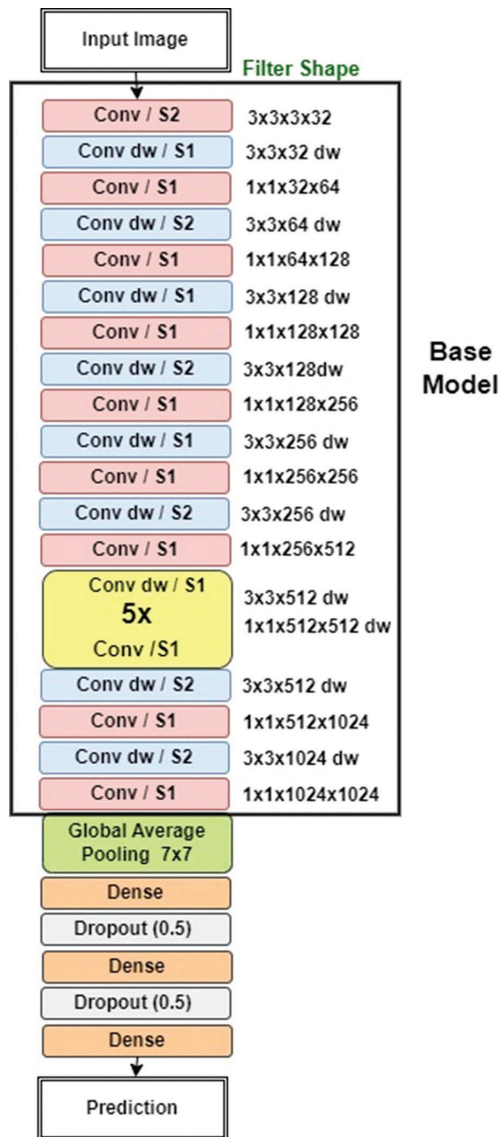 Input Image
Filter Shape
Conv / S2 3x3x3x32
Conv dw / S1 3x3x32 dw
Conv / S1 1x1x32x64
Conv dw / S2 3x3x64 dw
Conv / S1 1x1x64x128
Conv dw / S1 3x3x128 dw
Conv / S1 1x1x128x128
Conv dw / S2 3x3x128dw
Conv / S1 1x1x128x256
Conv dw / S1 3x3x256 dw
Conv / S1 1x1x256x256
Conv dw / S2 3x3x256 dw
Conv / S1 1x1x256x512
Conv dw / S1 3x3x512 dw
5x 1x1x512x512 dw
Conv /S1
Conv dw / S2 3x3x512 dw
Conv / S1 1x1x512x1024
Conv dw / S2 3x3x1024 dw
Conv / S1 1x1x1024x1024
Base
Model
Global Average
Pooling 7x7
Dense
Dropout (0.5)
Dense
Dropout (0.5)
Dense
Prediction